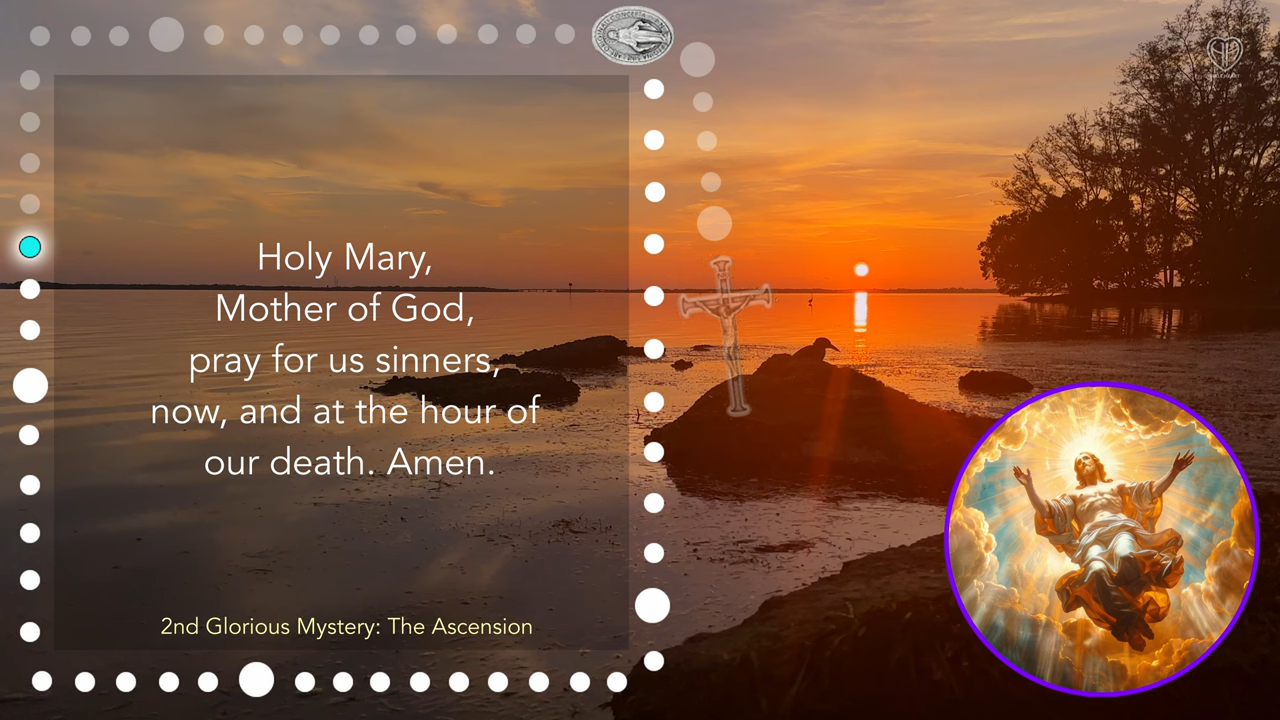 Holy Mary,
Mother of God,
pray for us sinners,
now, and at the hour of
our death. Amen.
2nd Glorious Mystery: The Ascension